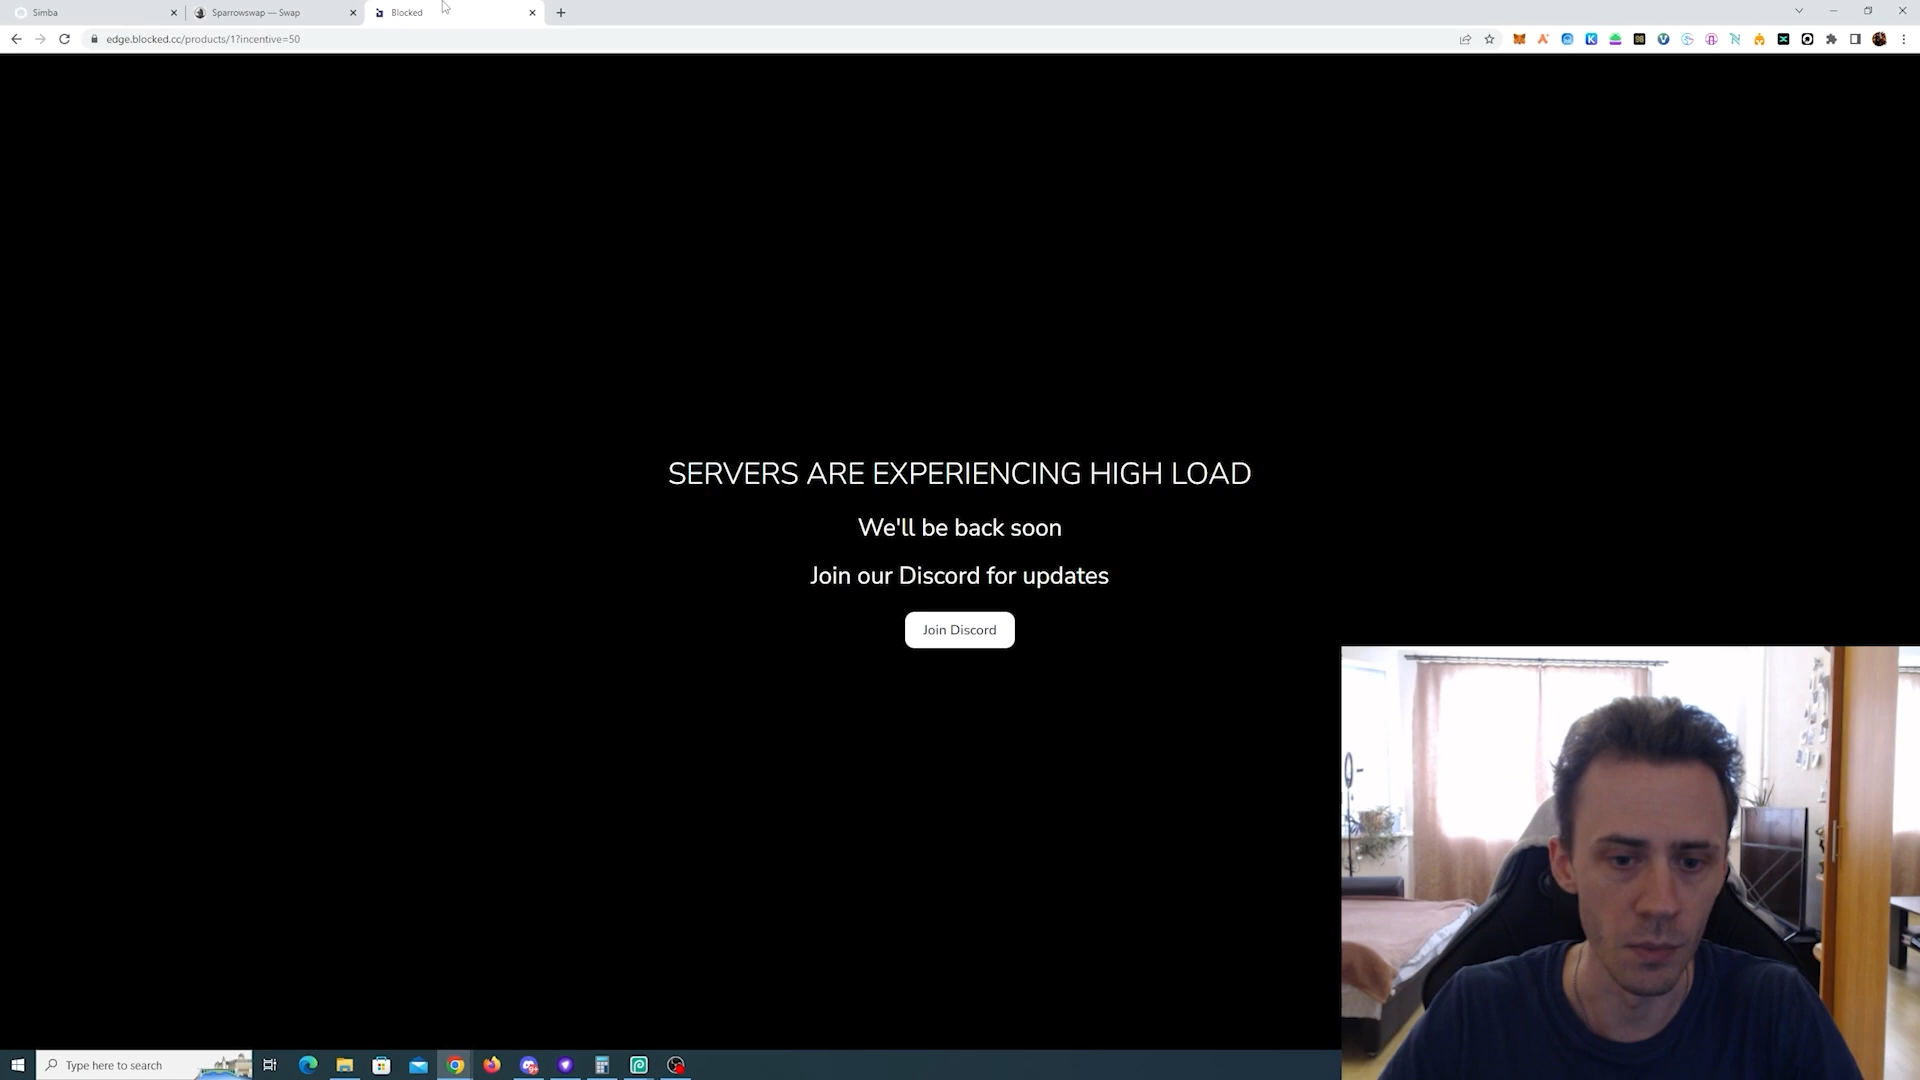 Simba
Sparrowswap — Swap
Blocked
edge.blocked.cc/products/1?incentive=50
SERVERS ARE EXPERIENCING HIGH LOAD
We'll be back soon
Join our Discord for updates
Join Discord
Type here to search